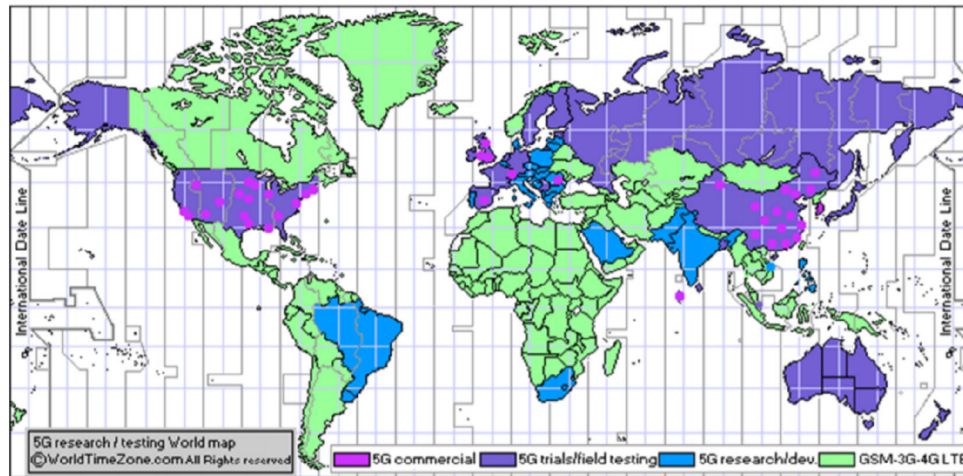 International Date Line
International Date Line
5G research / testing World map
©WorldTimeZone.com All Rights reserved
5G commercial
5G trials/field testing
5G research/dev.
GSM-3G-4G LTE